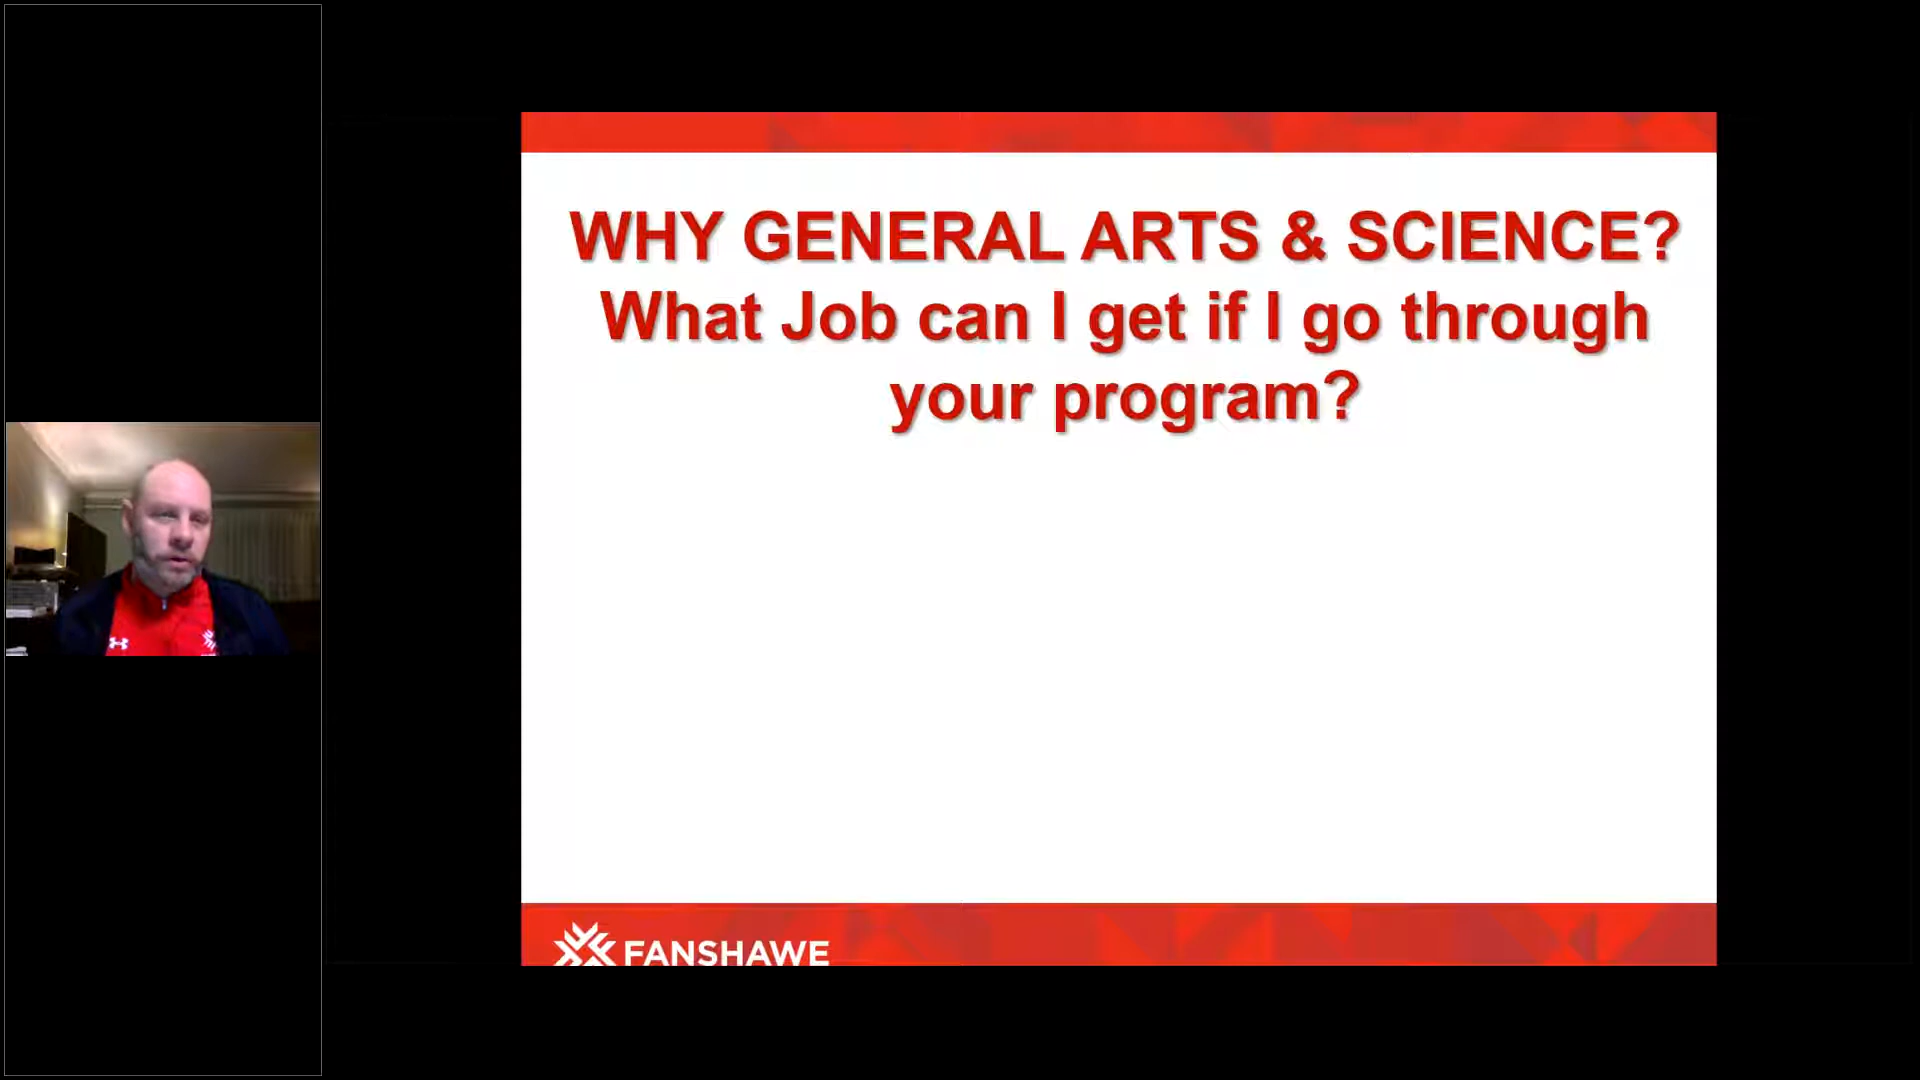 WHY GENERAL ARTS & SCIENCE?
What Job can I get if I go through
your program?
FANSHAWE